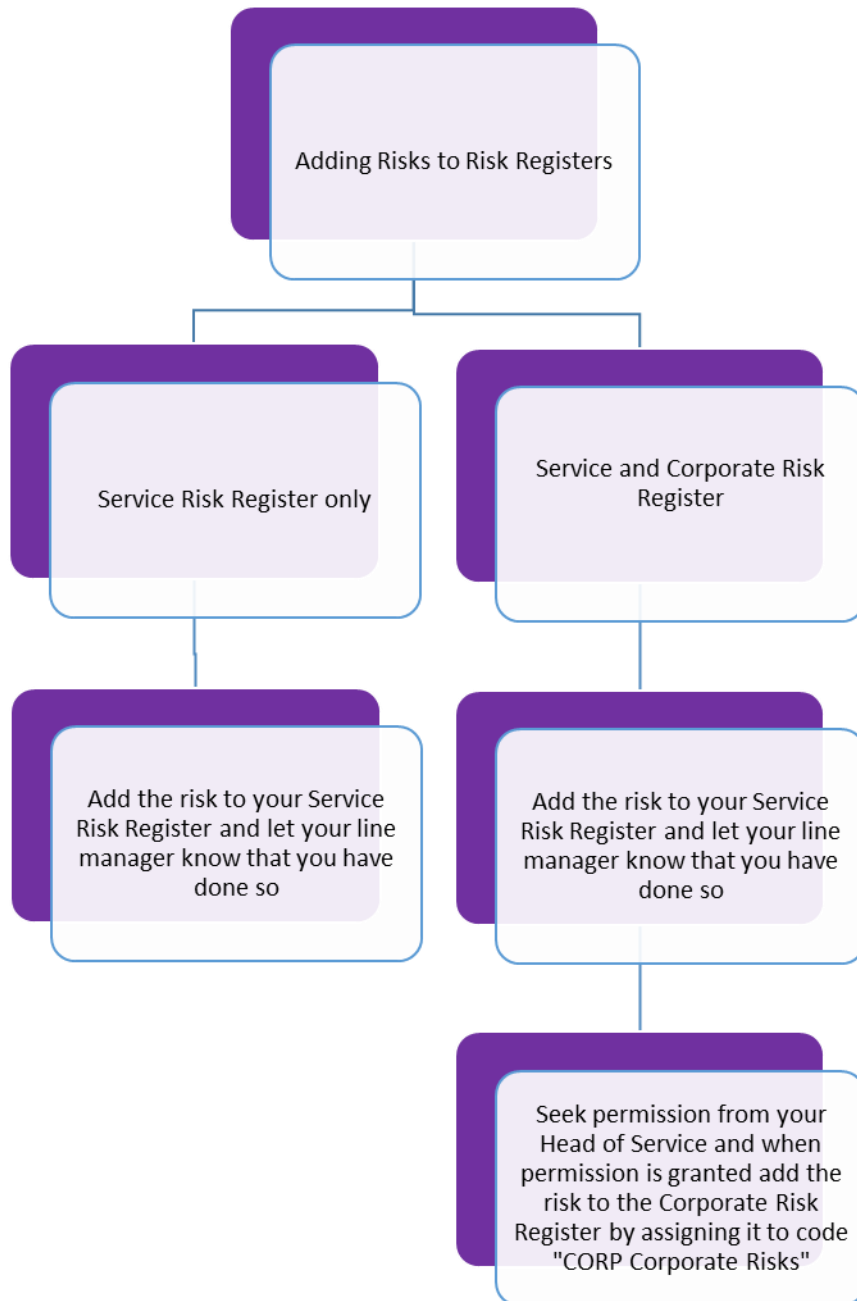 Adding Risks to Risk Registers
Service Risk Register only
Service and Corporate Risk
Register
Add the risk to your Service
Risk Register and let your line
manager know that you have
done so
Add the risk to your Service
Risk Register and let your line
manager know that you have
done so
Seek permission from your
Head of Service and when
permission is granted add the
risk to the Corporate Risk
Register by assigning it to code
"CORP Corporate Risks"